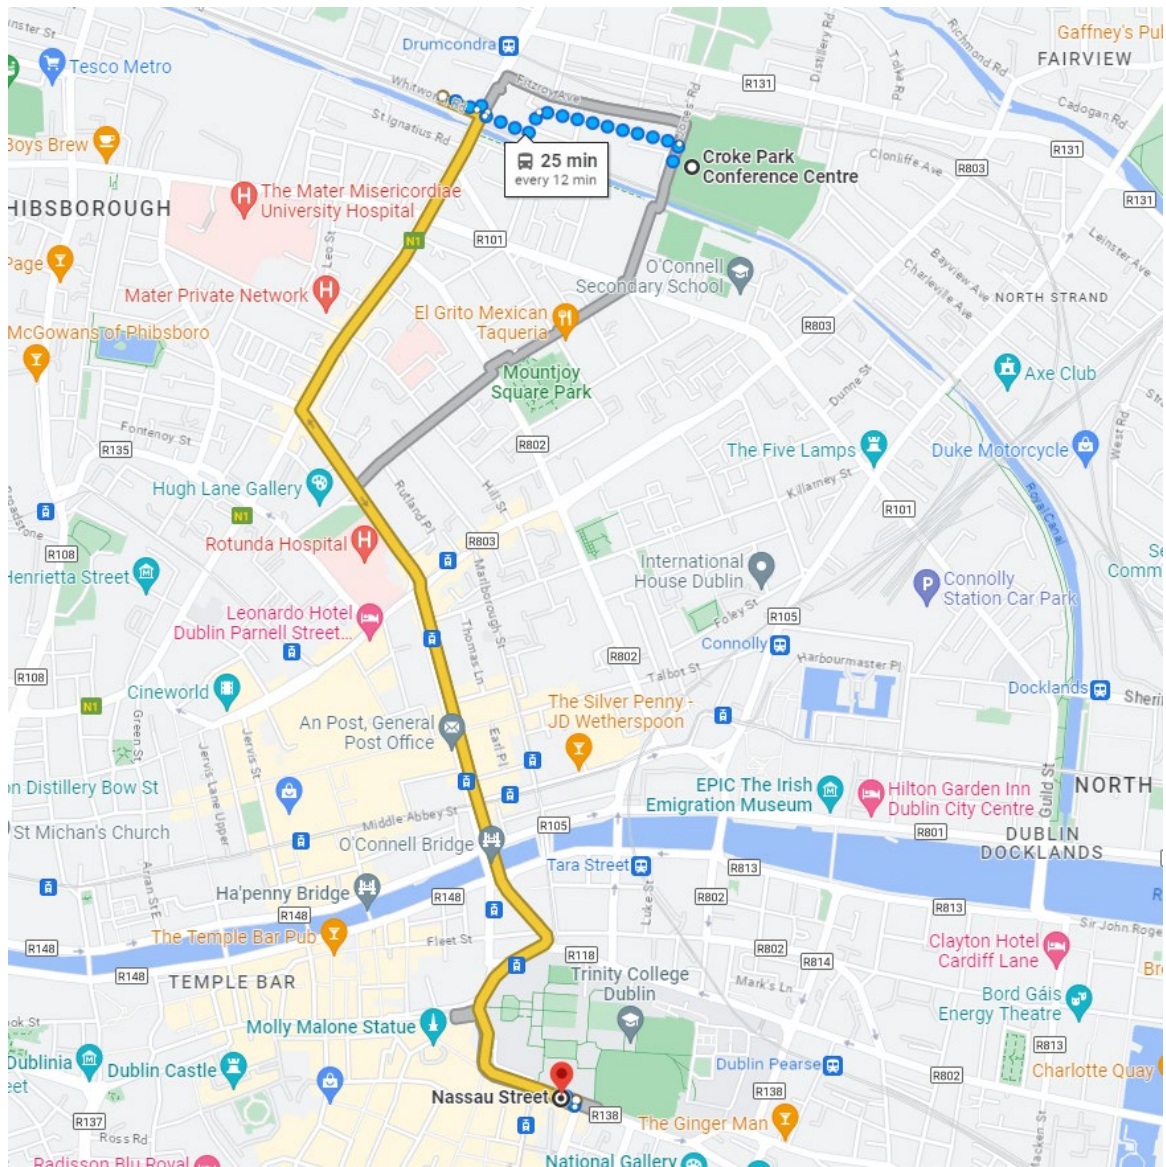 Gaffney's Pub
Drumcondra
FAIRVIEW
Tesco Metro
R131
Distillery Rd
Tolka Rd
Richmond Rd
Whitworth Rd
Fitzroy Ave
Cadogan Rd
St Ignatius Rd
Boys Brew
25 min
every 12 min
Croke Park
Conference Centre
R131
Clonliffe Ave
R803
R131
The Mater Misericordiae
University Hospital
HIBSBOROUGH
Leo St
N1
R101
Leinster Ave
Page
O'Connell
Secondary School
Bayview Ave
Charleville Ave
NORTH STRAND
Mater Private Network
El Grito Mexican
Taqueria
McGowans of Phibsboro
R803
Mountjoy
Square Park
Axe Club
Dunne St
West Rd
Fontenoy St
R135
R802
The Five Lamps
Duke Motorcycle
Hugh Lane Gallery
Rutland Pl
Hill St
Killarney St
Royal Canal
N1
R101
Rotunda Hospital
R803
R108
Marlborough St
International
House Dublin
Henrietta Street
Connolly
Station Car Park
Foley St
R105
Leonardo Hotel
Dublin Parnell Street...
Thomas Ln
Connolly
R802
Talbot St
Harbourmaster Pl
R108
Cineworld
Docklands
Sheri
N1
Green St
The Silver Penny -
JD Wetherspoon
An Post, General
Post Office
Earl Pl
Jervis St
Jervis Lane Upper
on Distillery Bow St
EPIC The Irish
Emigration Museum
Hilton Garden Inn
Dublin City Centre
Guild St
NORTH
Middle Abbey St
St Michan's Church
O'Connell Bridge
R105
R801
DUBLIN
DOCKLANDS
Tara Street
R813
Arran St E
Ha'penny Bridge
R148
R802
Luke St
R148
R813
Sir John Roge
The Temple Bar Pub
Fleet St
R148
R118
R802
Clayton Hotel
Cardiff Lane
R148
TEMPLE BAR
Trinity College
Dublin
R814
Mark's Ln
Bord Gáis
Energy Theatre
Molly Malone Statue
R813
Dublinia
Dublin Castle
Dublin Pearse
R802
Charlotte Quay
Nassau Street
R138
R138
The Ginger Man
R137
Ross Rd
Macken St
Radisson Blu Royal
National Gallery